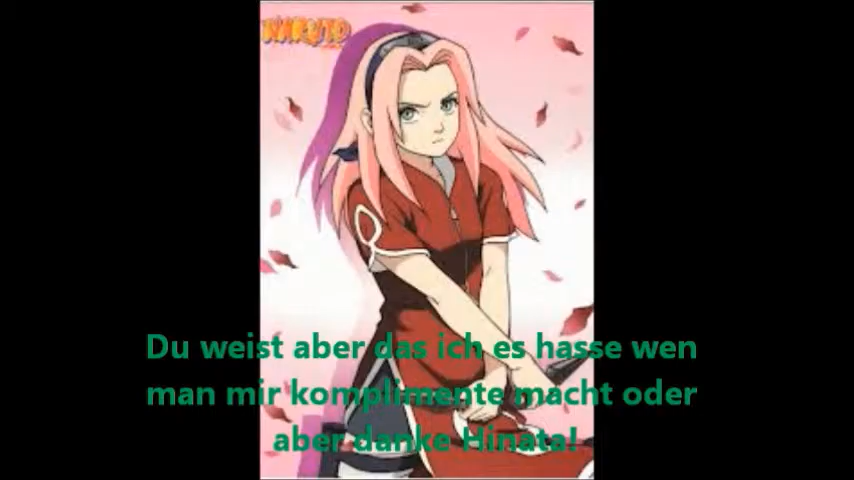 NARUTO
Du weist aber das ich es hasse wen
man mir komplimente macht oder
aber danke Hinata!